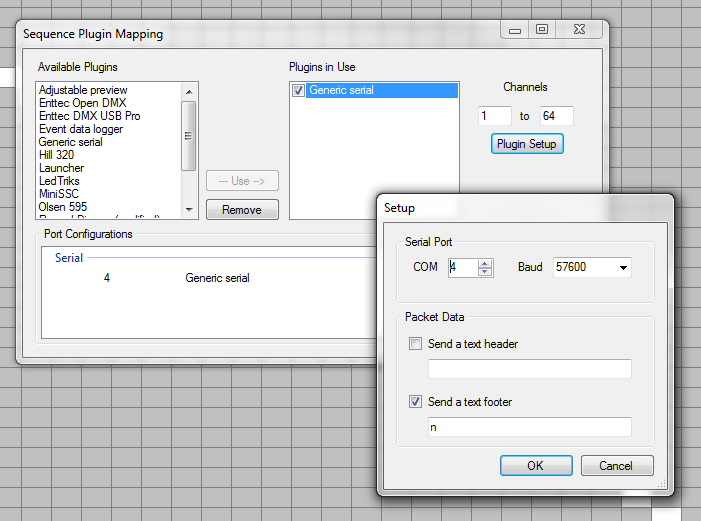 Sequence Plugin Mapping
Available Plugins
Adjustable preview
Enttec Open DMX
Enttec DMX USB Pro
Event data logger
Generic serial
Hill 320
Launcher
LedTriks
MiniSSC
Olsen 595
--- Use -->
Remove
Plugins in Use
Generic serial
Channels
1 to 64
Plugin Setup
Port Configurations
Serial
4 Generic serial
Setup
Serial Port
COM 4 Baud 57600
Packet Data
Send a text header
Send a text footer
n
OK Cancel